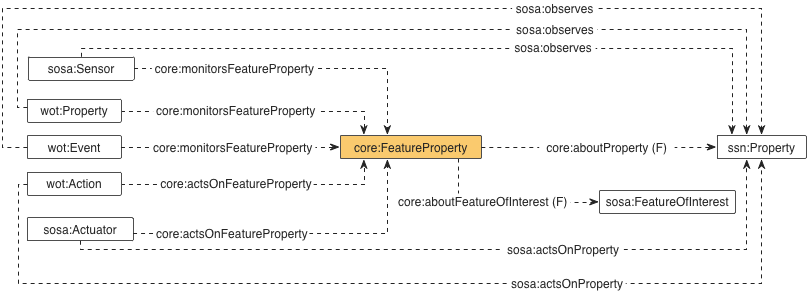 sosa:observes
sosa:observes
sosa:observes
sosa:Sensor
core:monitorsFeatureProperty
wot:Property
core:monitorsFeatureProperty
wot:Event
core:monitorsFeatureProperty
core:FeatureProperty
core:aboutProperty (F)
ssn:Property
wot:Action
core:actsOnFeatureProperty
core:aboutFeatureOfInterest (F)
sosa:FeatureOfInterest
sosa:Actuator
core:actsOnFeatureProperty
sosa:actsOnProperty
sosa:actsOnProperty